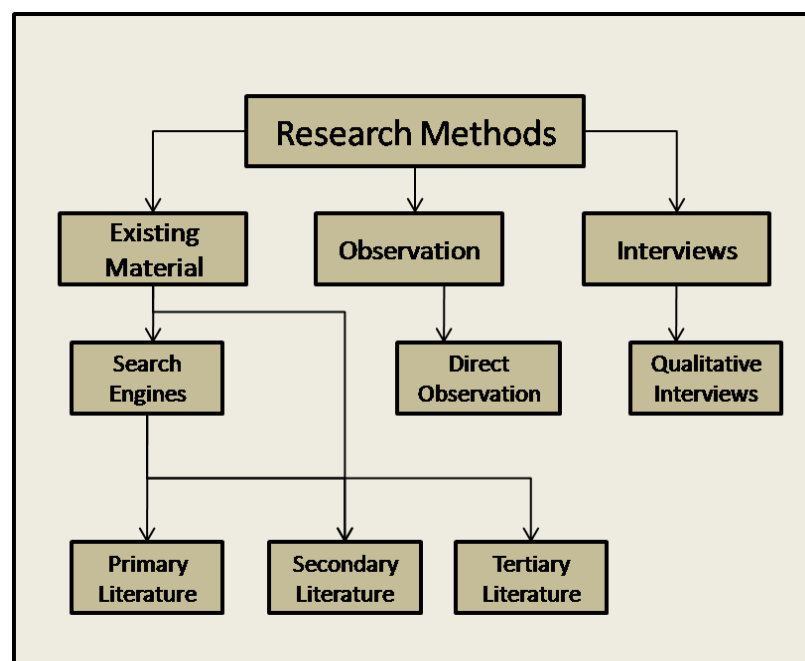 Research Methods
Existing
Material
Observation
Interviews
Search
Engines
Direct
Observation
Qualitative
Interviews
Primary
Literature
Secondary
Literature
Tertiary
Literature